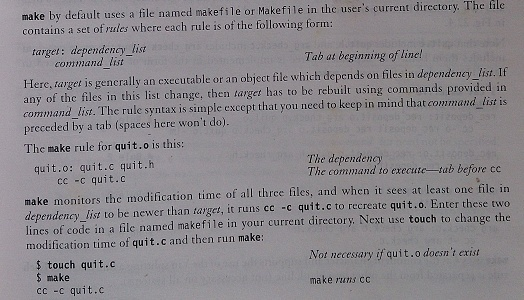 make by default uses a file named makefile or Makefile in the user's current directory. The file
contains a set of rules where each rule is of the following form:
target: dependency_list
command_list Tab at beginning of line!
Here, target is generally an executable or an object file which depends on files in dependency_list. If
any of the files in this list change, then target has to be rebuilt using commands provided in
command_list. The rule syntax is simple except that you need to keep in mind that command_list is
preceded by a tab (spaces here won't do).
The make rule for quit.o is this:
quit.o: quit.c quit.h The dependency
cc -c quit.c The command to execute—tab before cc
make monitors the modification time of all three files, and when it sees at least one file in
dependency_list to be newer than target, it runs cc -c quit.c to recreate quit.o. Enter these two
lines of code in a file named makefile in your current directory. Next use touch to change the
modification time of quit.c and then run make:
$ touch quit.c Not necessary if quit.o doesn't exist
$ make
cc -c quit.c make runs cc